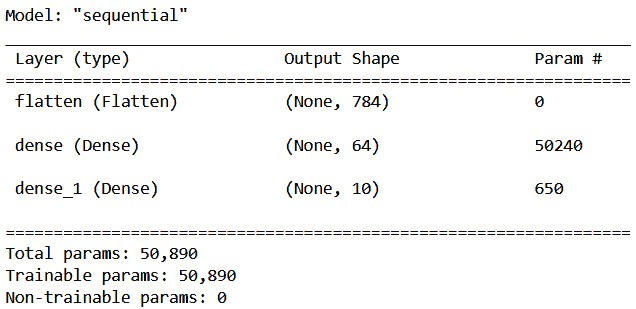 Model: "sequential"
Layer (type) Output Shape Param #
flatten (Flatten) (None, 784) 0
dense (Dense) (None, 64) 50240
dense_1 (Dense) (None, 10) 650
Total params: 50,890
Trainable params: 50,890
Non-trainable params: 0